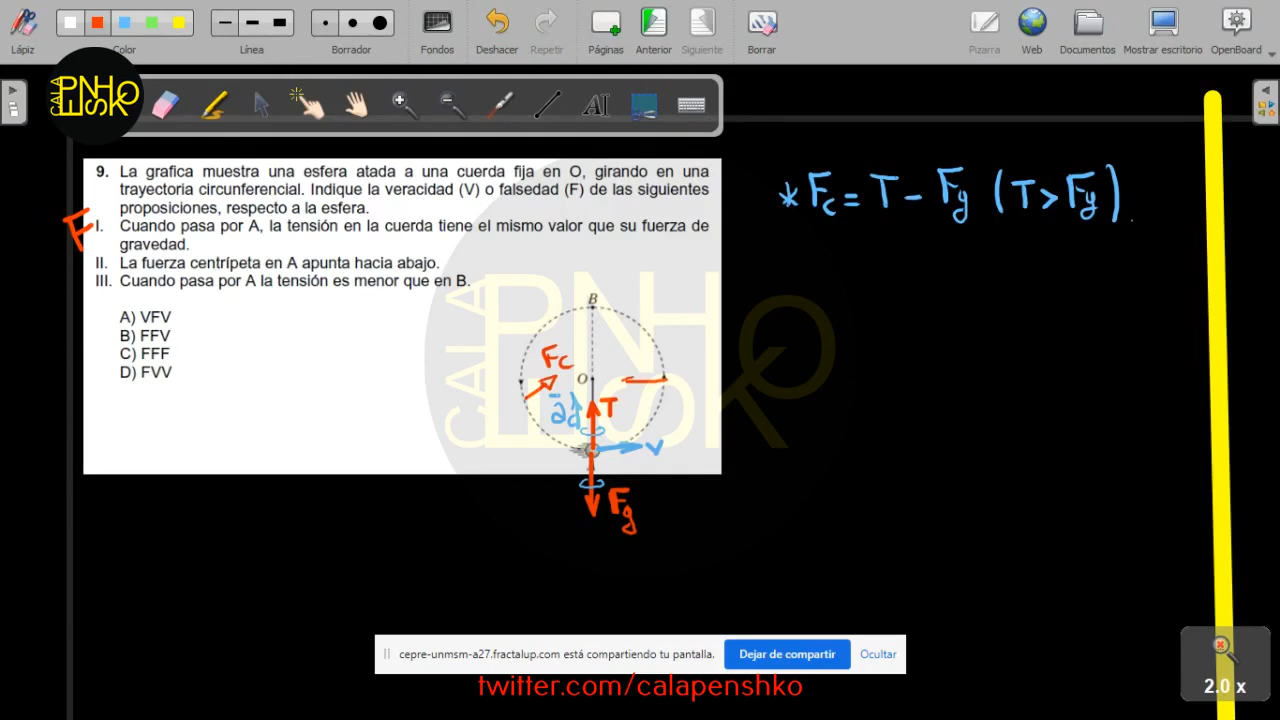 Lápiz
Color
Línea
Borrador
Fondos
Deshacer
Repetir
Páginas
Anterior
Siguiente
Borrar
Pizarra
Web
Documentos
Mostrar escritorio
OpenBoard
CALA
PENSHKO
AI
9. La grafica muestra una esfera atada a una cuerda fija en O, girando en una
trayectoria circunferencial. Indique la veracidad (V) o falsedad (F) de las siguientes
proposiciones, respecto a la esfera.
F I. Cuando pasa por A, la tensión en la cuerda tiene el mismo valor que su fuerza de
gravedad.
II. La fuerza centrípeta en A apunta hacia abajo.
III. Cuando pasa por A la tensión es menor que en B.
A) VFV
B) FFV
C) FFF
D) FVV
* Fc = T - Fg (T > Fg)
B
Fc
O
T
V
Fg
CALA
PENSHKO
cepre-unmsm-a27.fractalup.com está compartiendo tu pantalla.
Dejar de compartir
Ocultar
twitter.com/calapenshko
2.0 x